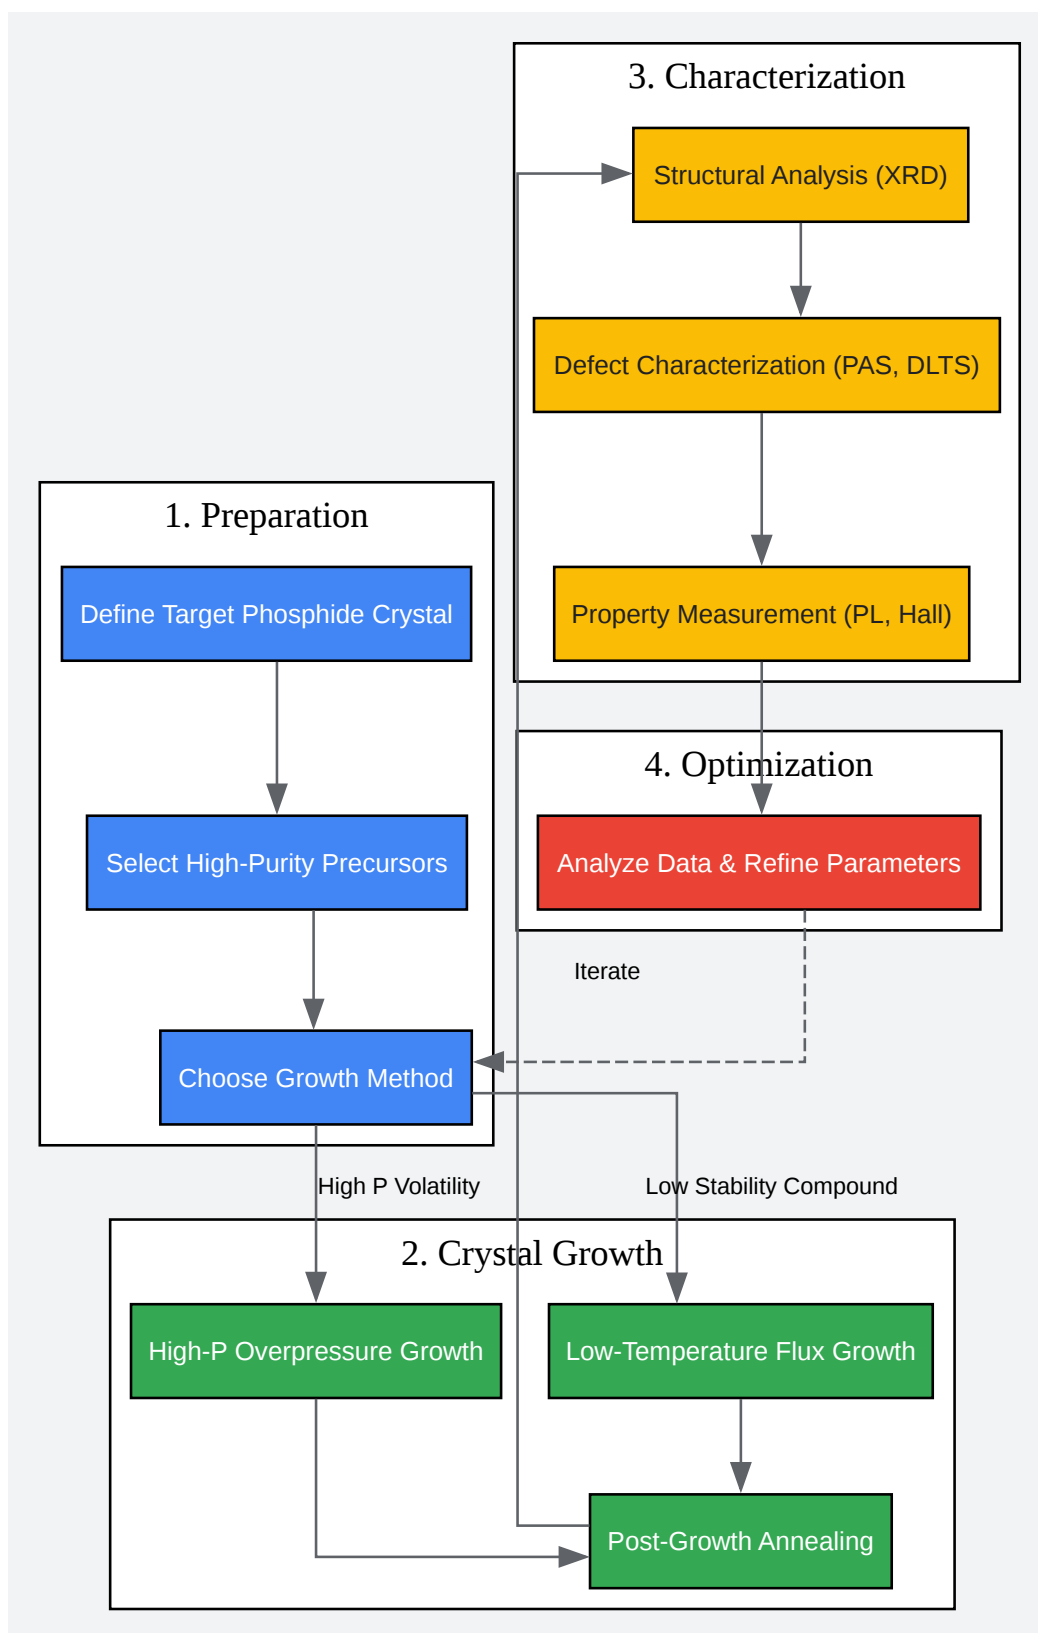 3. Characterization
Structural Analysis (XRD)
Defect Characterization (PAS, DLTS)
Property Measurement (PL, Hall)
1. Preparation
Define Target Phosphide Crystal
Select High-Purity Precursors
Choose Growth Method
4. Optimization
Analyze Data & Refine Parameters
Iterate
High P Volatility
Low Stability Compound
2. Crystal Growth
High-P Overpressure Growth
Low-Temperature Flux Growth
Post-Growth Annealing